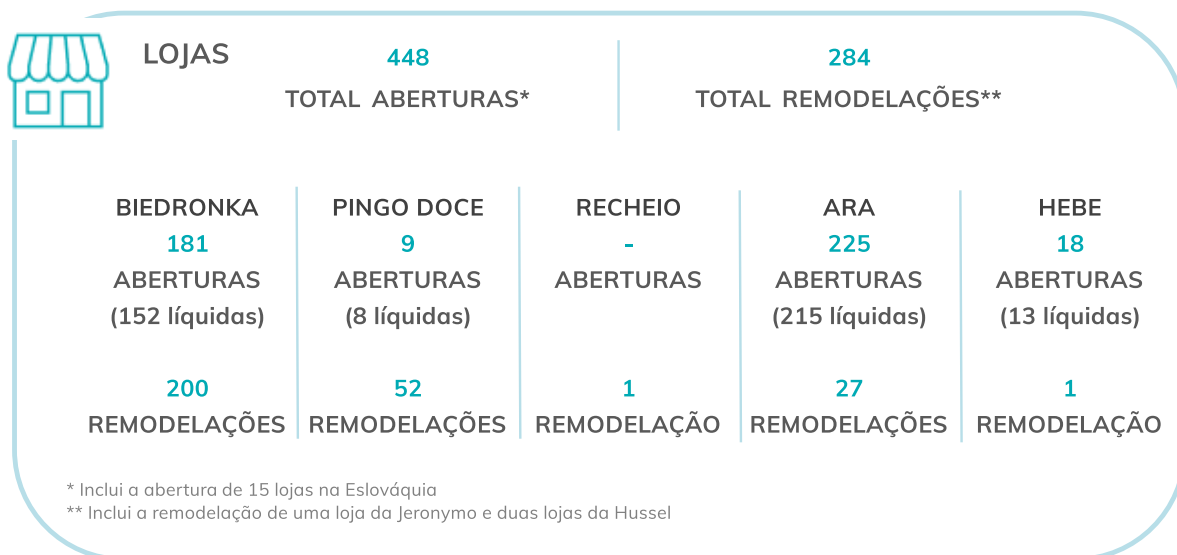 LOJAS
448
TOTAL ABERTURAS*
284
TOTAL REMODELAÇÕES**
BIEDRONKA
181
ABERTURAS
(152 líquidas)
200
REMODELAÇÕES
PINGO DOCE
9
ABERTURAS
(8 líquidas)
52
REMODELAÇÕES
RECHEIO
-
ABERTURAS
1
REMODELAÇÃO
ARA
225
ABERTURAS
(215 líquidas)
27
REMODELAÇÕES
HEBE
18
ABERTURAS
(13 líquidas)
1
REMODELAÇÃO
* Inclui a abertura de 15 lojas na Eslováquia
** Inclui a remodelação de uma loja da Jeronymo e duas lojas da Hussel